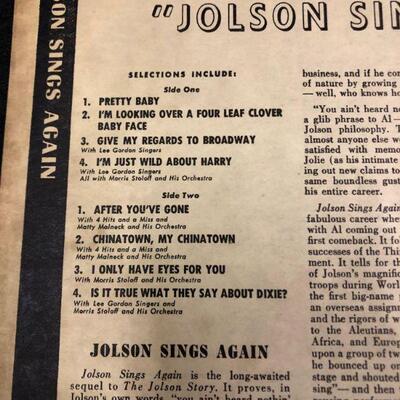 "JOLSON SIN
JOLSON SINGS AGAIN
SELECTIONS INCLUDE:
Side One
1. PRETTY BABY
2. I'M LOOKING OVER A FOUR LEAF CLOVER
BABY FACE
3. GIVE MY REGARDS TO BROADWAY
With Lee Gordon Singers
4. I'M JUST WILD ABOUT HARRY
With Lee Gordon Singers
All with Morris Stoloff and His Orchestra
Side Two
1. AFTER YOU'VE GONE
With 4 Hits and a Miss and
Matty Malneck and His Orchestra
2. CHINATOWN, MY CHINATOWN
With 4 Hits and a Miss and
Matty Malneck and His Orchestra
3. I ONLY HAVE EYES FOR YOU
With Morris Stoloff and His Orchestra
4. IS IT TRUE WHAT THEY SAY ABOUT DIXIE?
With Lee Gordon Singers and
Morris Stoloff and His Orchestra
JOLSON SINGS AGAIN
Jolson Sings Again is the long-awaited
sequel to The Jolson Story. It proves, in
Jolson's own words, "you ain't heard nothin'
business, and if he com
of nature by growing
—well, who knows ho
"You ain't heard no
a glib phrase to Al—
Jolson philosophy. T
almost anyone else wo
satisfied with memo
Jolie (as his intimate
ing out new claims to
same boundless gust
his entire career.
Jolson Sings Again
fabulous career whe
with Al coming out
first comeback. It fol
successes of the Thi
ment. It tells for th
of Jolson's magnific
troops during World
the first big-name
an overseas assignm
and the rigors of w
to the Aleutians,
Africa, and Europ
upon a group of tw
he bounced up on
stage and shouted
sing"—and then